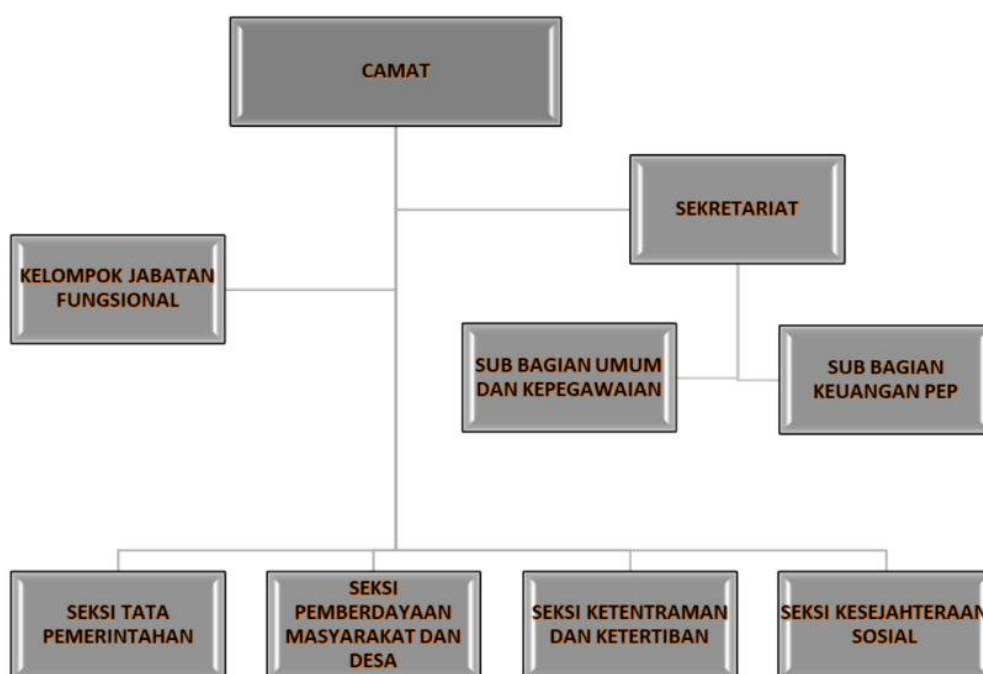 CAMAT
SEKRETARIAT
KELOMPOK JABATAN
FUNGSIONAL
SUB BAGIAN UMUM
DAN KEPEGAWAIAN
SUB BAGIAN
KEUANGAN PEP
SEKSI TATA
PEMERINTAHAN
SEKSI
PEMBERDAYAAN
MASYARAKAT DAN
DESA
SEKSI KETENTRAMAN
DAN KETERTIBAN
SEKSI KESEJAHTERAAN
SOSIAL